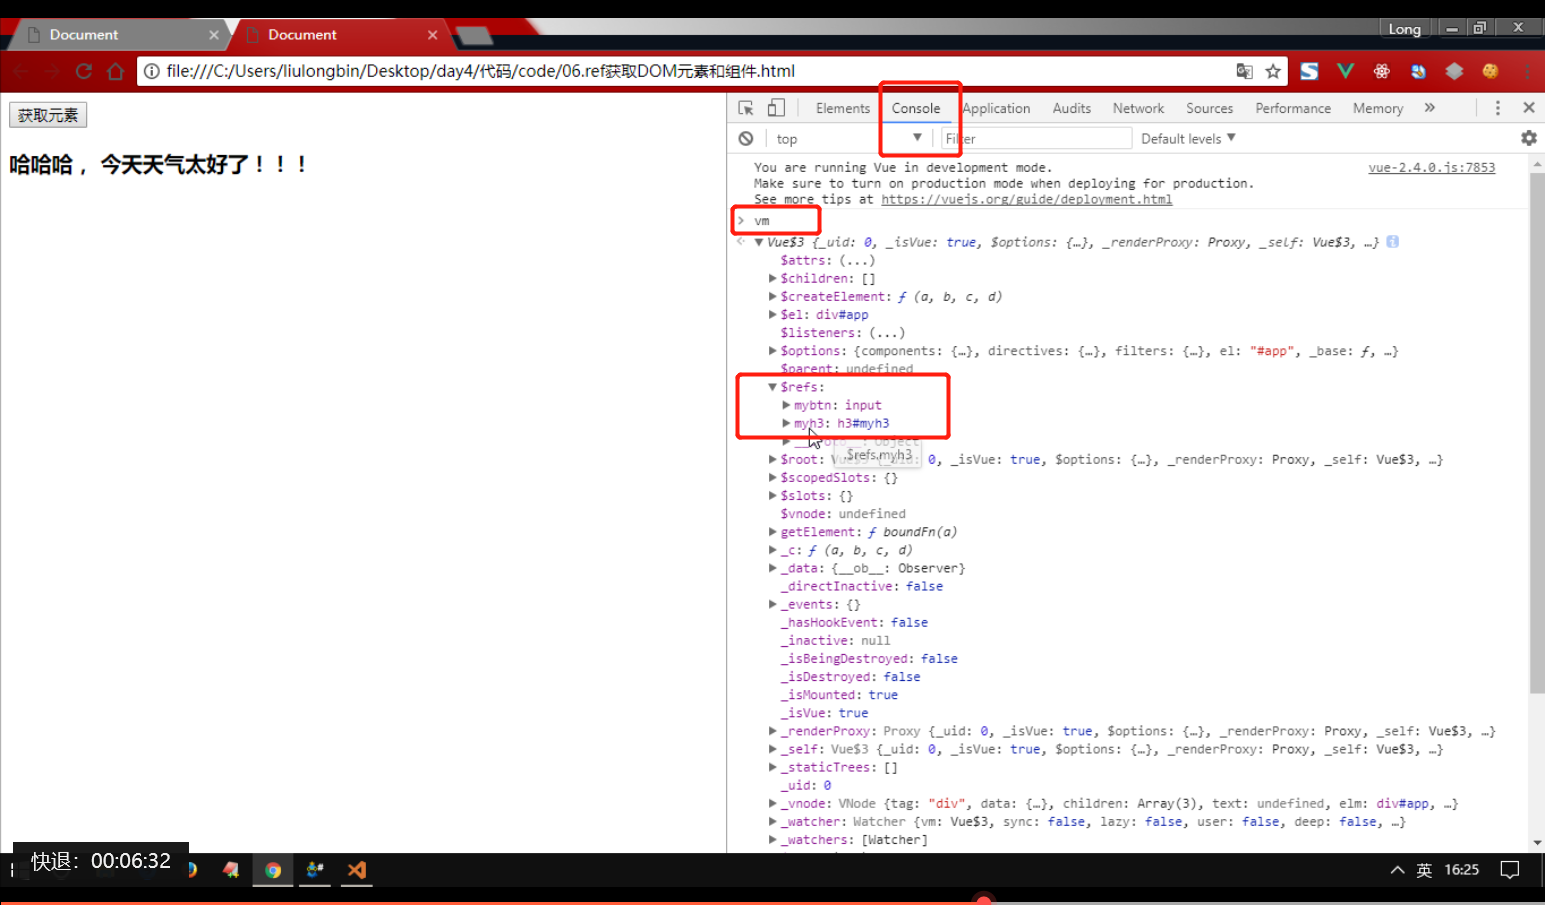 Document
Document
Long
file:///C:/Users/liulongbin/Desktop/day4/代码/code/06.ref获取DOM元素和组件.html
获取元素
哈哈哈 ，今天天气太好了！！！
Elements Console Application Audits Network Sources Performance Memory
top Filter Default levels
You are running Vue in development mode. vue-2.4.0.js:7853
Make sure to turn on production mode when deploying for production.
See more tips at https://vuejs.org/guide/deployment.html
> vm
Vue$3 {_uid: 0, _isVue: true, $options: {…}, _renderProxy: Proxy, _self: Vue$3, …}
$attrs: (...)
$children: []
$createElement: ƒ (a, b, c, d)
$el: div#app
$listeners: (...)
$options: {components: {…}, directives: {…}, filters: {…}, el: "#app", _base: ƒ, …}
$parent: undefined
$refs:
mybtn: input
myh3: h3#myh3
Object
.$refs.myh3
$root: Vue$3 {_uid: 0, _isVue: true, $options: {…}, _renderProxy: Proxy, _self: Vue$3, …}
$scopedSlots: {}
$slots: {}
$vnode: undefined
getElement: ƒ boundFn(a)
_c: ƒ (a, b, c, d)
_data: {__ob__: Observer}
_directInactive: false
_events: {}
_hasHookEvent: false
_inactive: null
_isBeingDestroyed: false
_isDestroyed: false
_isMounted: true
_isVue: true
_renderProxy: Proxy {_uid: 0, _isVue: true, $options: {…}, _renderProxy: Proxy, _self: Vue$3, …}
_self: Vue$3 {_uid: 0, _isVue: true, $options: {…}, _renderProxy: Proxy, _self: Vue$3, …}
_staticTrees: []
_uid: 0
_vnode: VNode {tag: "div", data: {…}, children: Array(3), text: undefined, elm: div#app, …}
_watcher: Watcher {vm: Vue$3, sync: false, lazy: false, user: false, deep: false, …}
_watchers: [Watcher]
快退：00:06:32
英 16:25